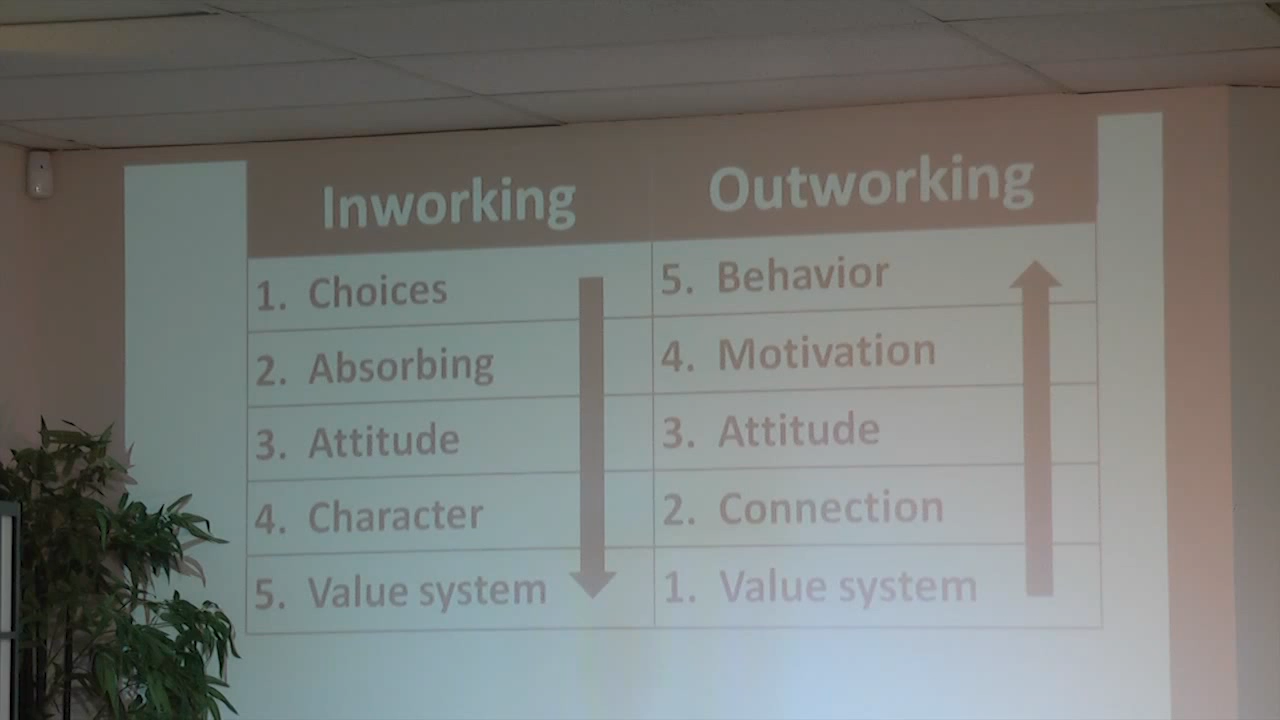 Inworking Outworking
1. Choices 5. Behavior
2. Absorbing 4. Motivation
3. Attitude 3. Attitude
4. Character 2. Connection
5. Value system 1. Value system